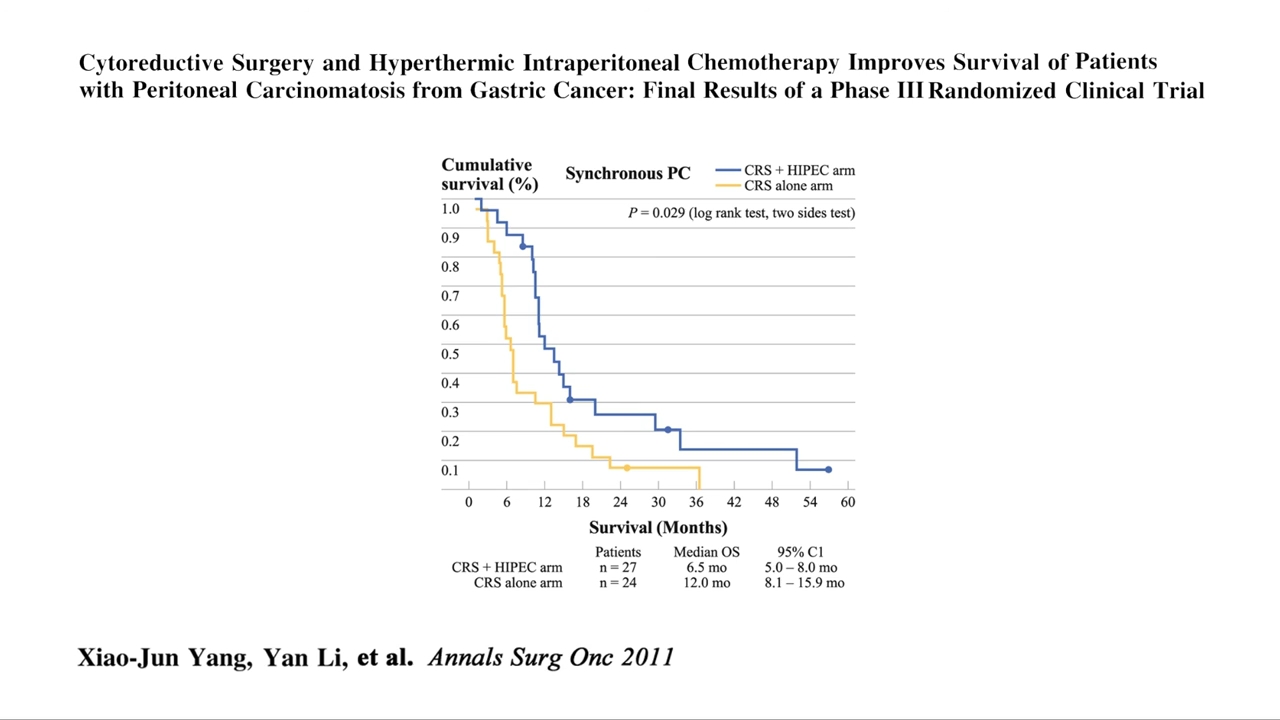 Cytoreductive Surgery and Hyperthermic Intraperitoneal Chemotherapy Improves Survival of Patients
with Peritoneal Carcinomatosis from Gastric Cancer: Final Results of a Phase III Randomized Clinical Trial
Cumulative
survival (%)
Synchronous PC
CRS + HIPEC arm
CRS alone arm
P = 0.029 (log rank test, two sides test)
1.0
0.9
0.8
0.7
0.6
0.5
0.4
0.3
0.2
0.1
0 6 12 18 24 30 36 42 48 54 60
Survival (Months)
Patients Median OS 95% C1
CRS + HIPEC arm n = 27 6.5 mo 5.0 – 8.0 mo
CRS alone arm n = 24 12.0 mo 8.1 – 15.9 mo
Xiao-Jun Yang, Yan Li, et al. Annals Surg Onc 2011